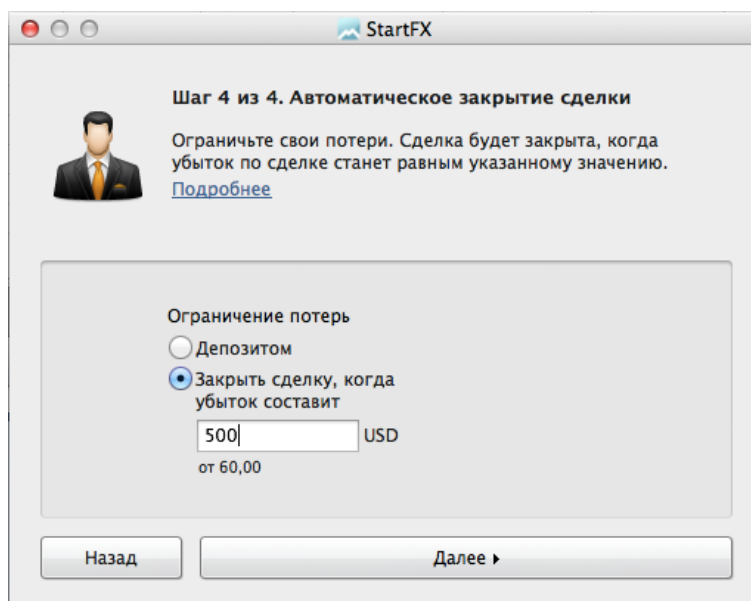 StartFX
Шаг 4 из 4. Автоматическое закрытие сделки
Ограничьте свои потери. Сделка будет закрыта, когда
убыток по сделке станет равным указанному значению.
Подробнее
Ограничение потерь
Депозитом
Закрыть сделку, когда
убыток составит
500 USD
от 60,00
Назад Далее